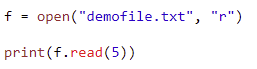 f = open("demofile.txt", "r")
print(f.read(5))